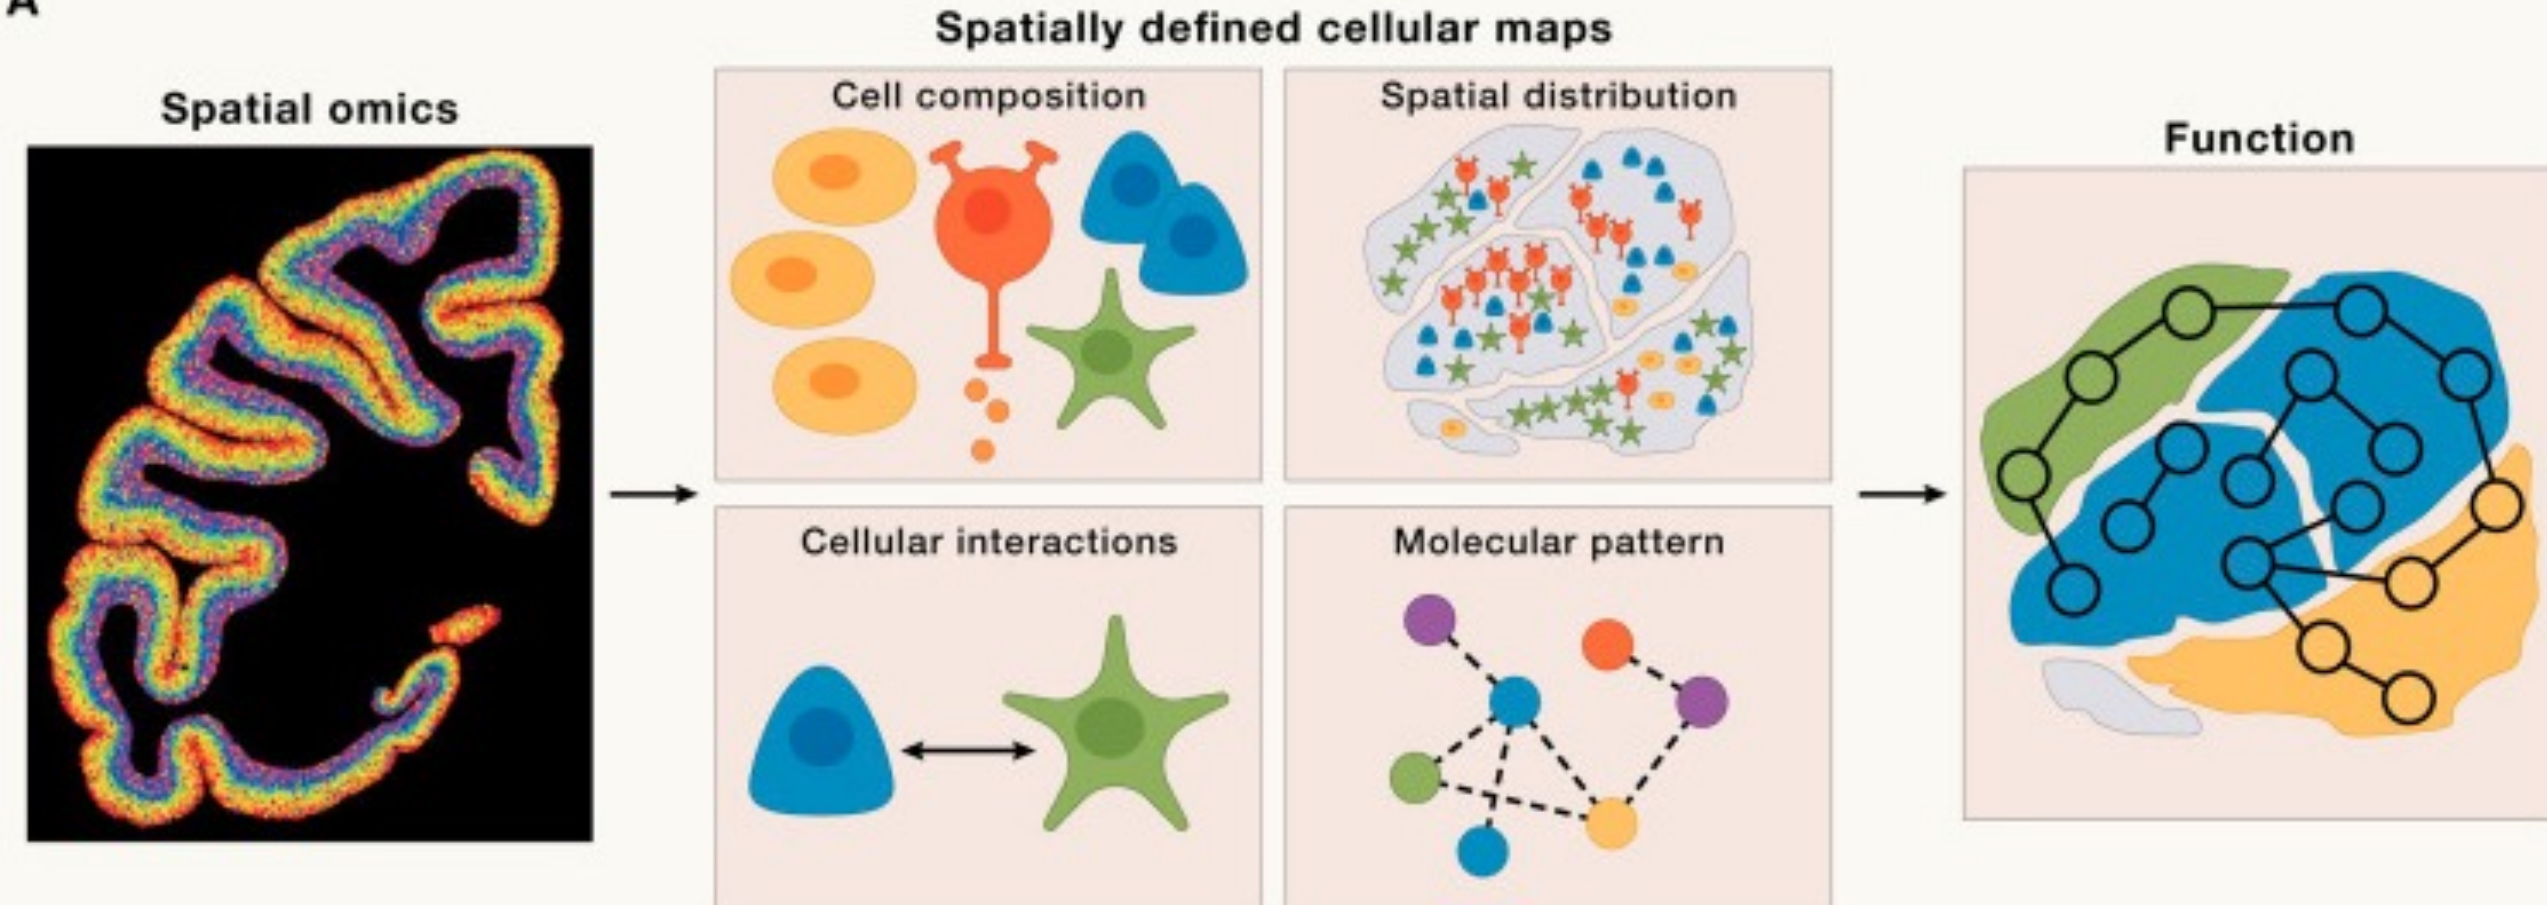 A
Spatially defined cellular maps
Spatial omics
Cell composition
Spatial distribution
Function
Cellular interactions
Molecular pattern